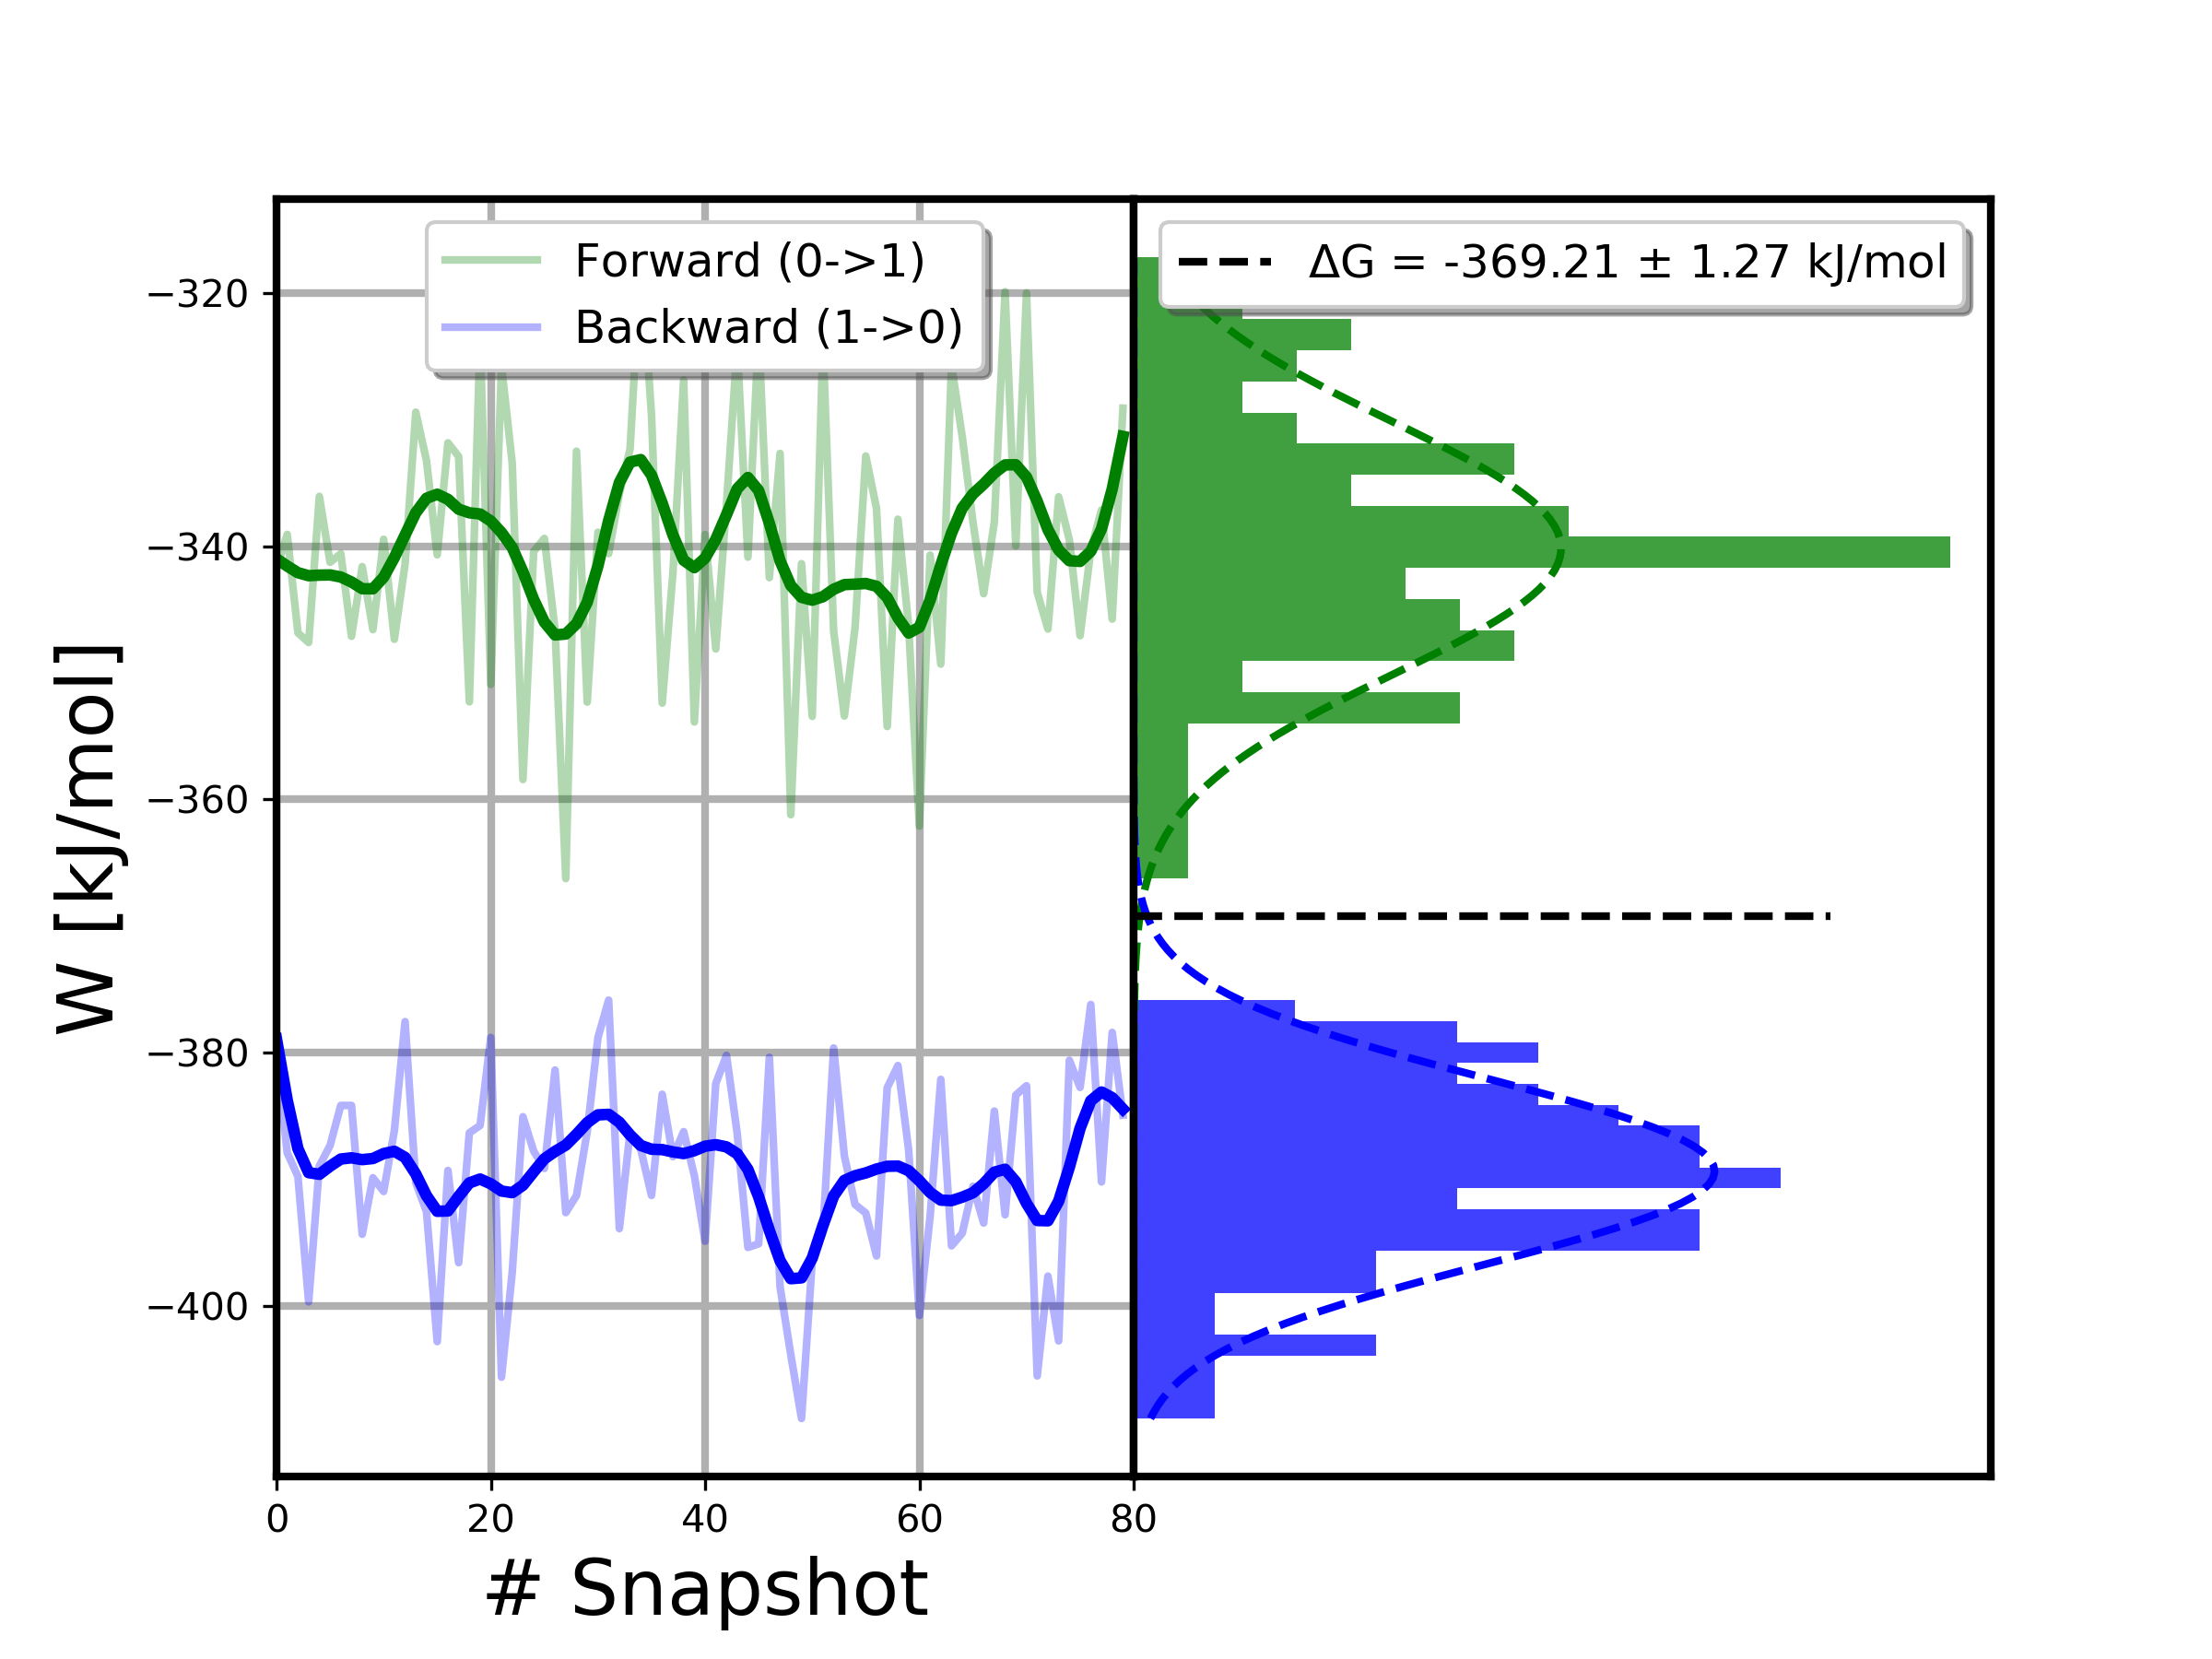 Forward (0->1)
Backward (1->0)
ΔG = -369.21 ± 1.27 kJ/mol
−320
−340
−360
−380
−400
W [kJ/mol]
0 20 40 60 80
# Snapshot